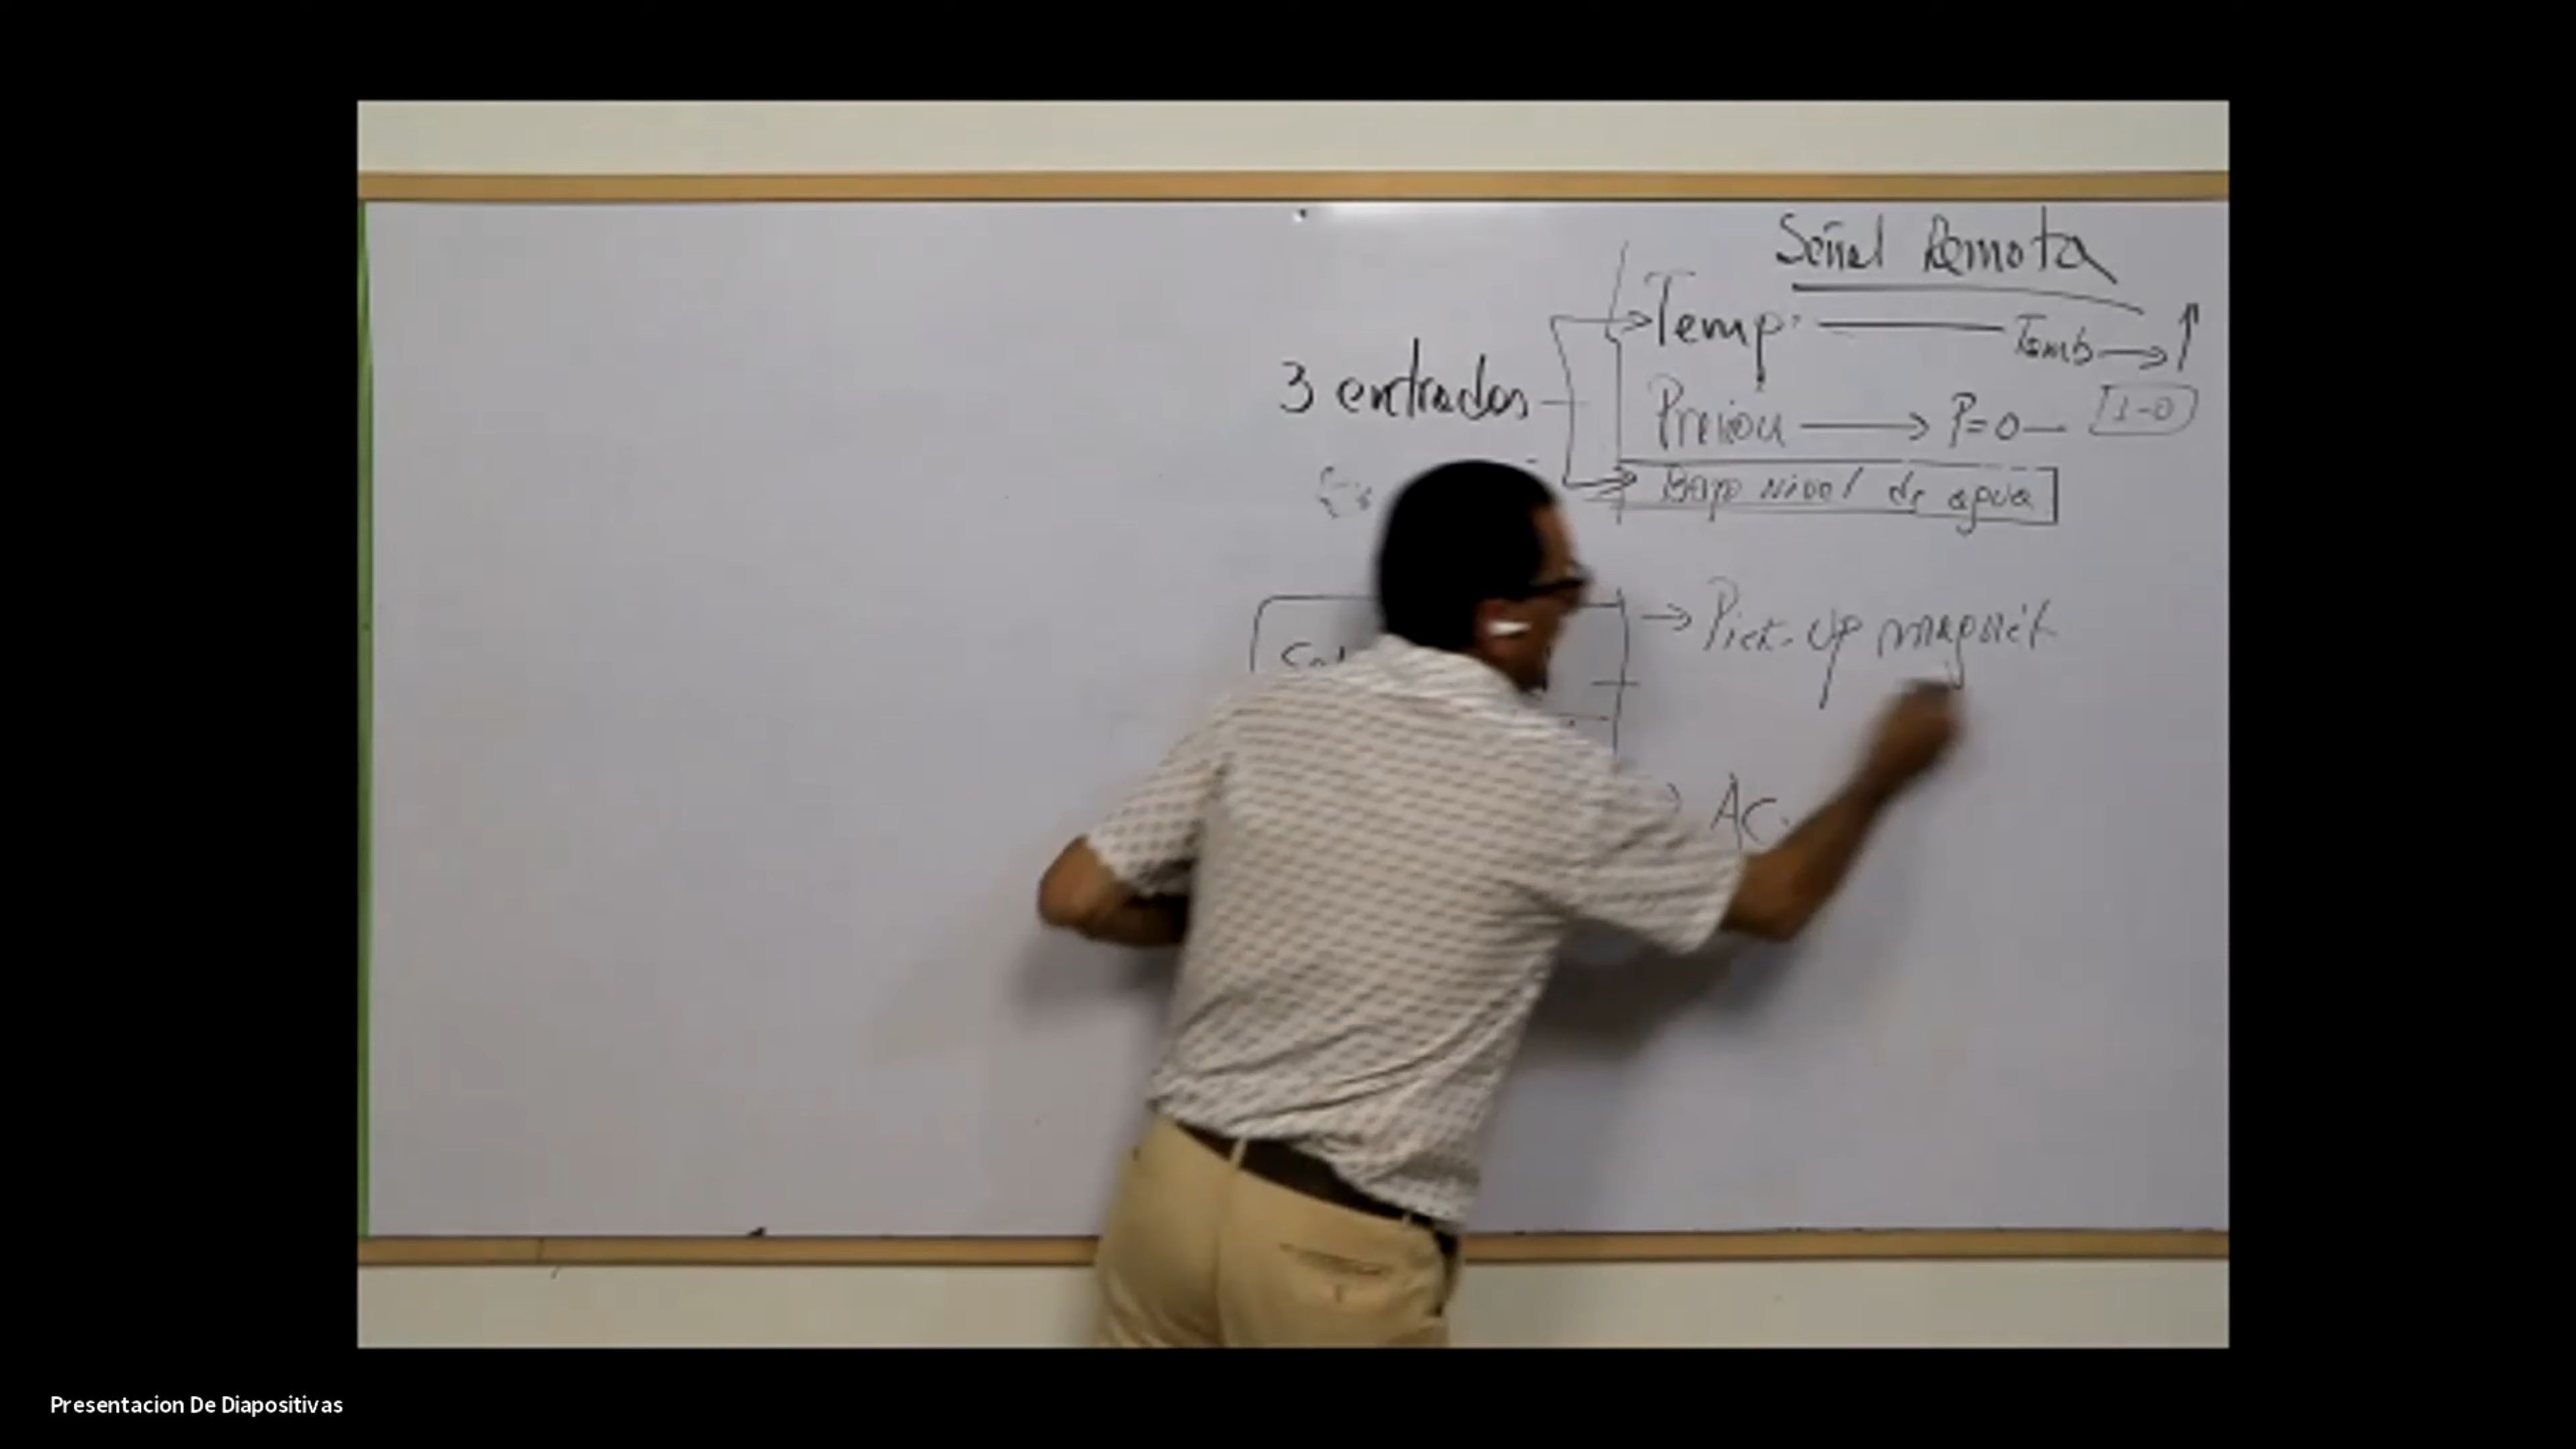 Señal Remota
Temp. Tamb
3 entradas
Presion P=0 1-0
Bajo nivel de agua
Pick-up magnét
AC
Presentacion De Diapositivas